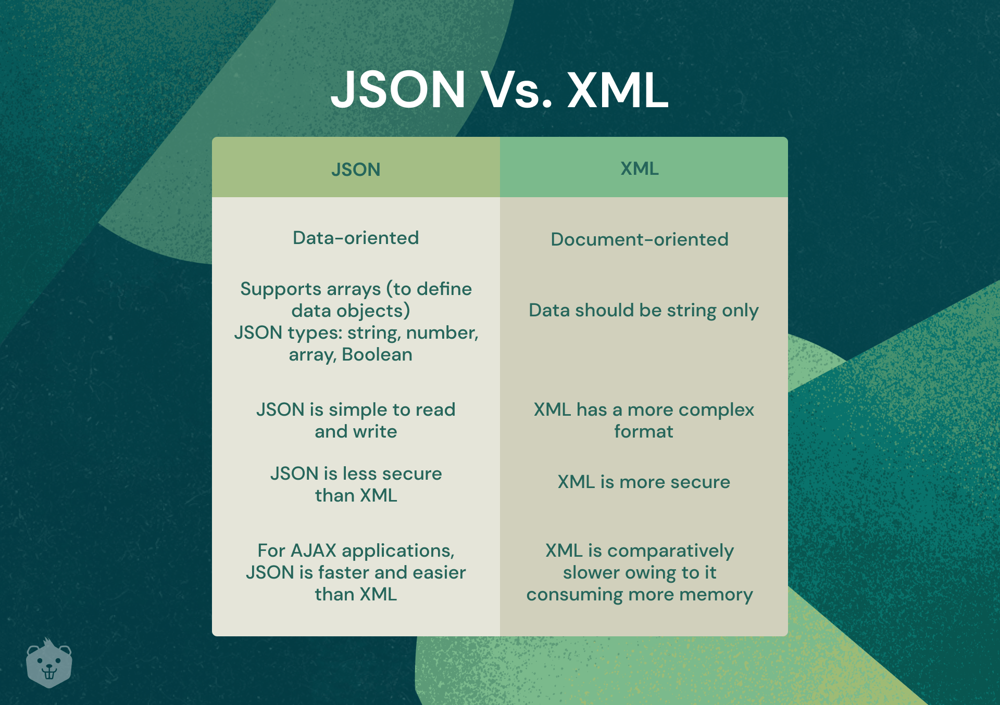 JSON Vs. XML
JSON
XML
Data-oriented
Document-oriented
Supports arrays (to define
data objects)
JSON types: string, number,
array, Boolean
Data should be string only
JSON is simple to read
and write
XML has a more complex
format
JSON is less secure
than XML
XML is more secure
For AJAX applications,
JSON is faster and easier
than XML
XML is comparatively
slower owing to it
consuming more memory